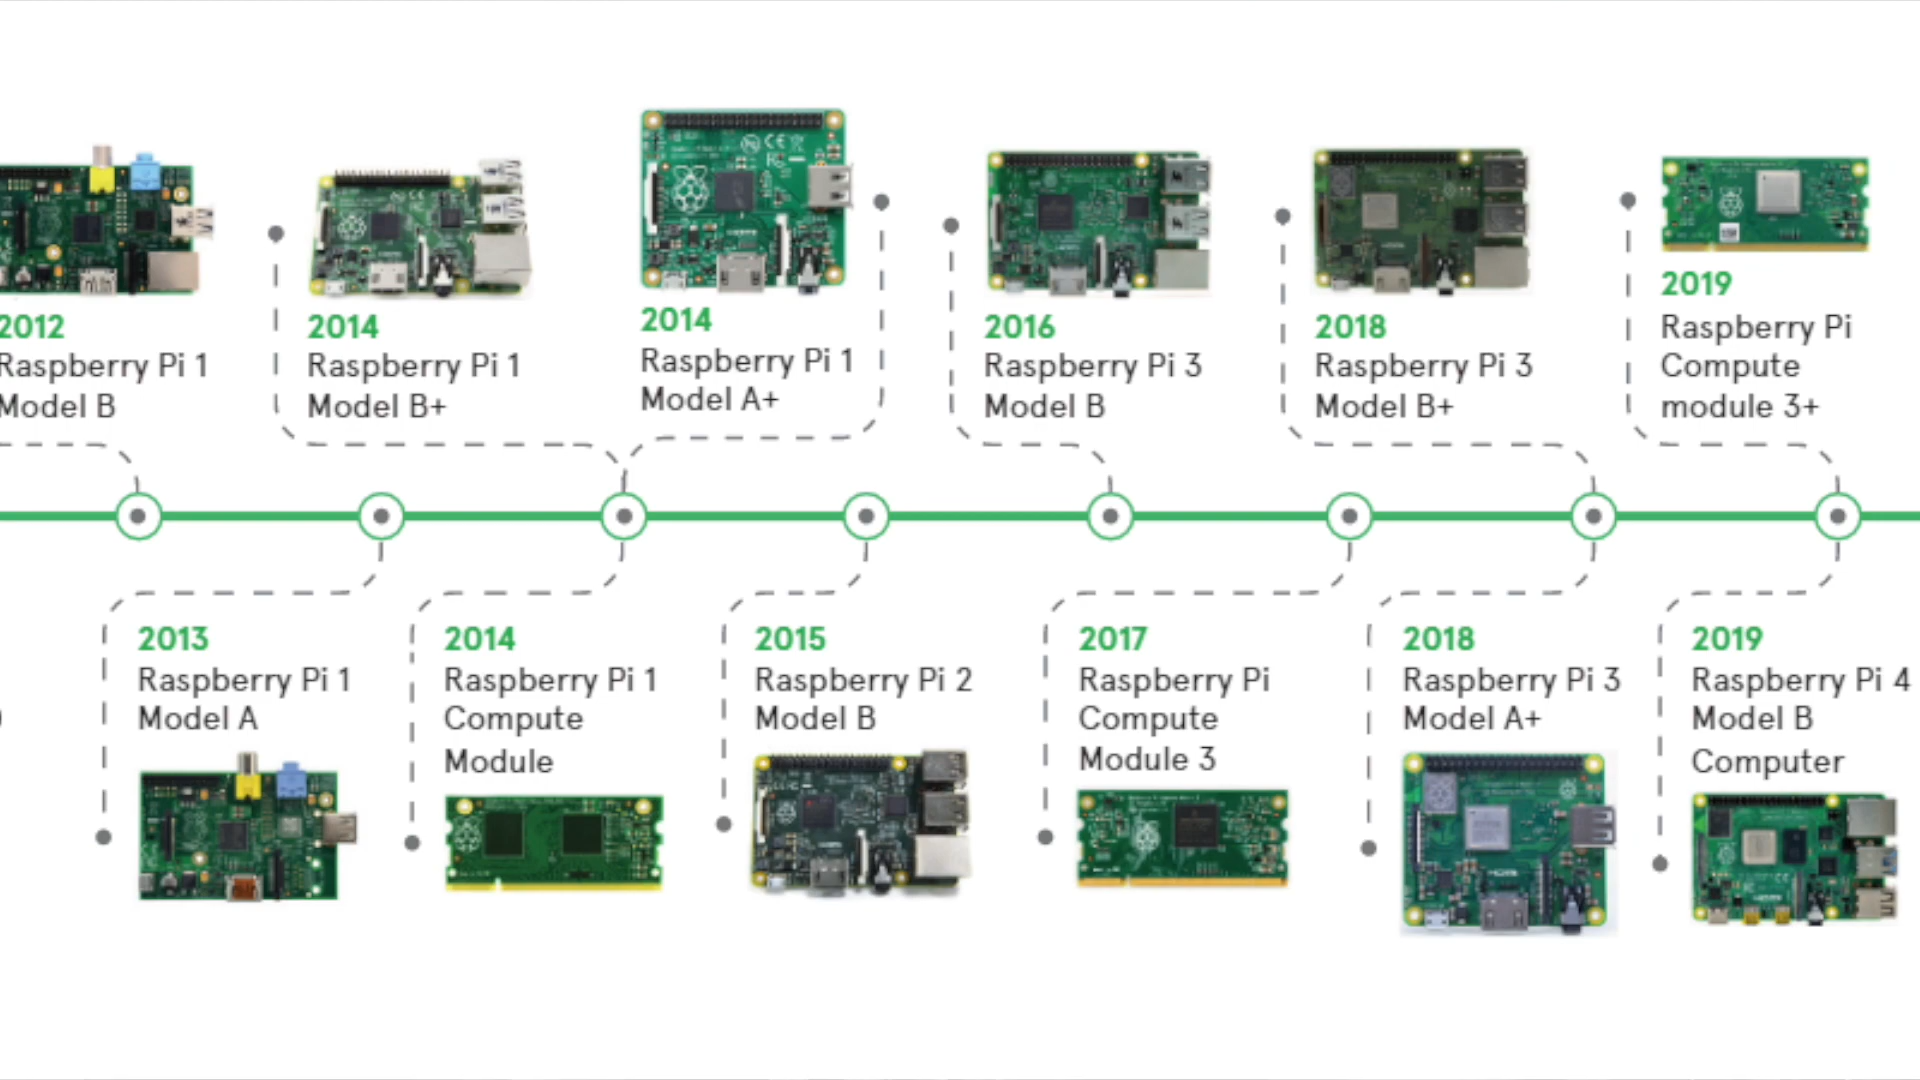 2012
Raspberry Pi 1
Model B
2014
Raspberry Pi 1
Model B+
2014
Raspberry Pi 1
Model A+
2016
Raspberry Pi 3
Model B
2018
Raspberry Pi 3
Model B+
2019
Raspberry Pi
Compute
module 3+
2013
Raspberry Pi 1
Model A
2014
Raspberry Pi 1
Compute
Module
2015
Raspberry Pi 2
Model B
2017
Raspberry Pi
Compute
Module 3
2018
Raspberry Pi 3
Model A+
2019
Raspberry Pi 4
Model B
Computer